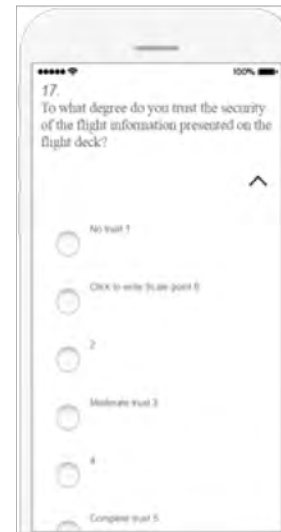 100%
17.
To what degree do you trust the security
of the flight information presented on the
flight deck?
No trust 1
Click to write Scale point 6
2
Moderate trust 3
4
Complete trust 5